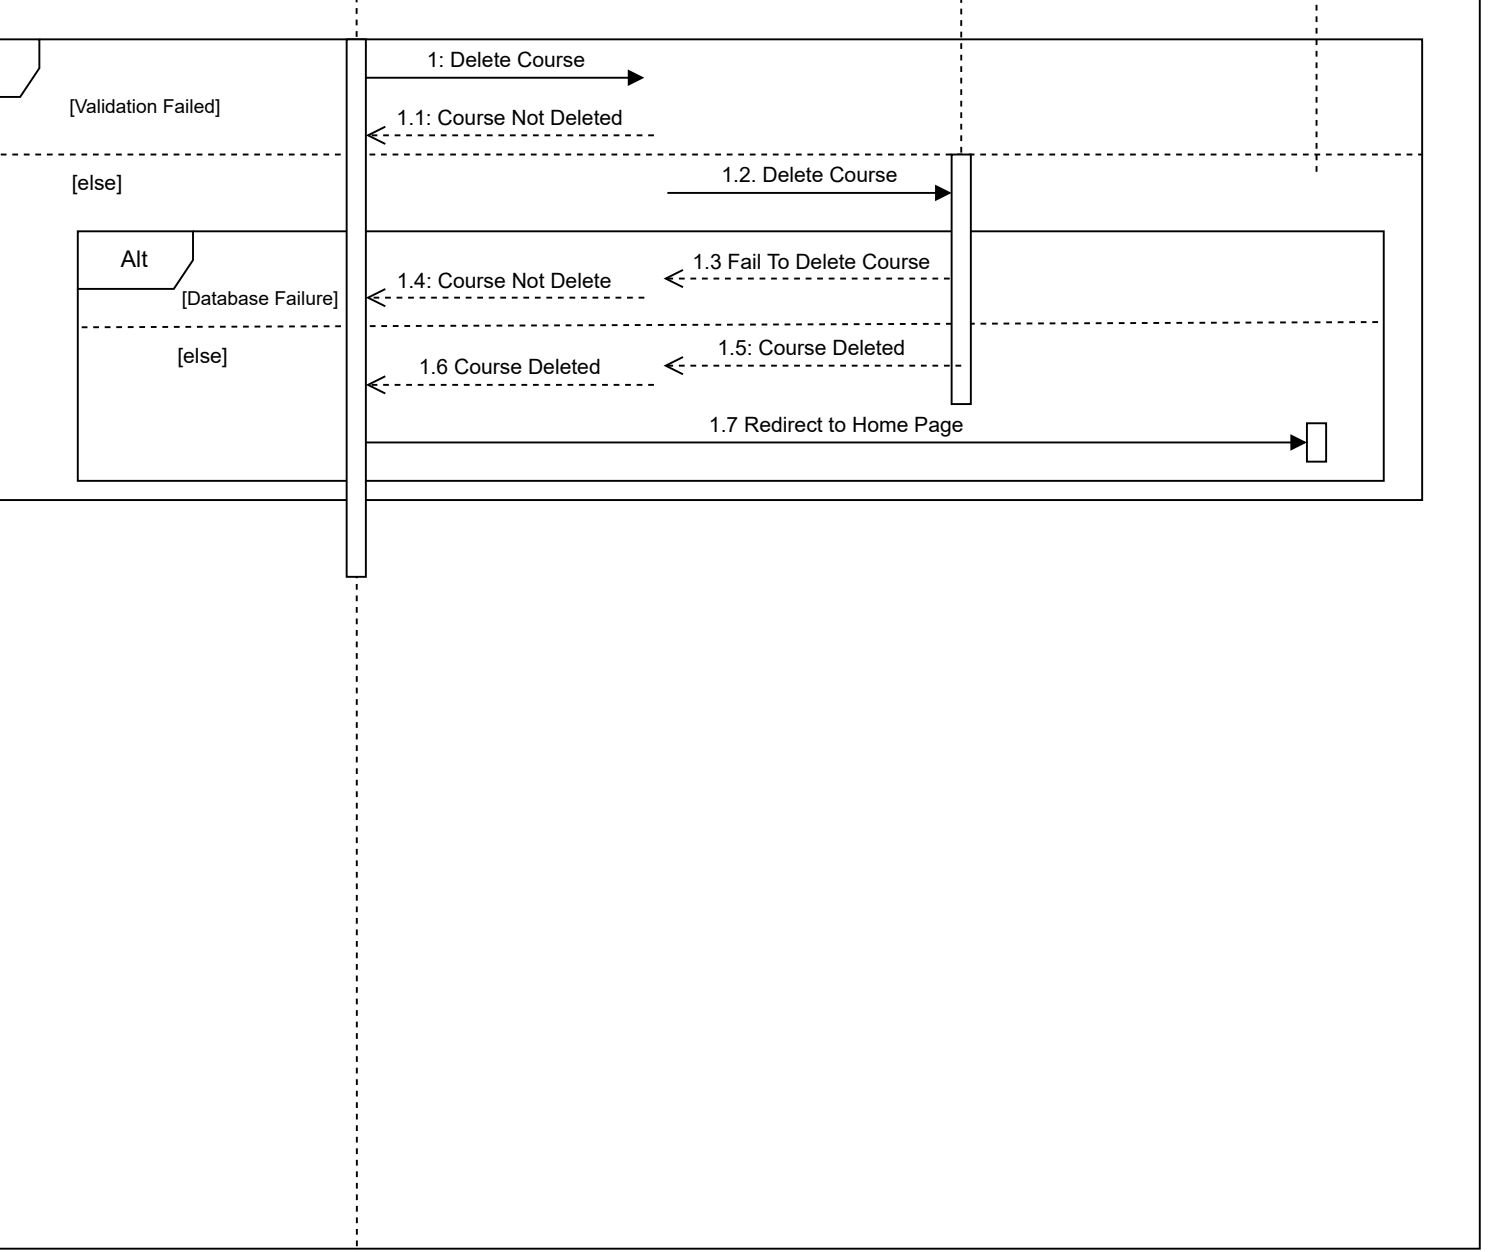 1: Delete Course
[Validation Failed]
1.1: Course Not Deleted
[else]
1.2. Delete Course
Alt
1.3 Fail To Delete Course
1.4: Course Not Delete
[Database Failure]
1.5: Course Deleted
[else]
1.6 Course Deleted
1.7 Redirect to Home Page